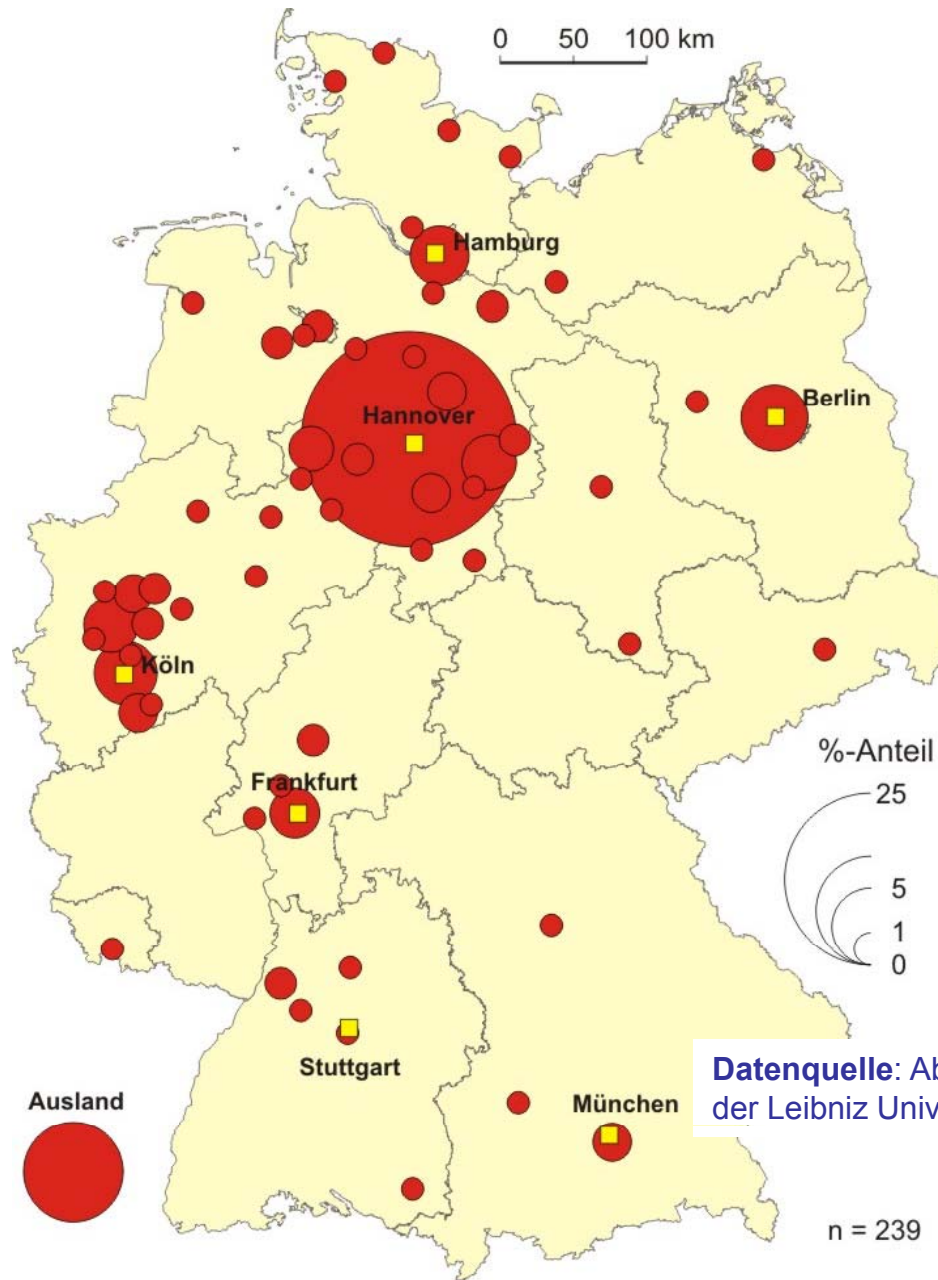 0 50 100 km
Hamburg
Hannover
Berlin
Köln
Frankfurt
%-Anteil
25
5
1
0
Stuttgart
Datenquelle: Ab
der Leibniz Univ
München
Ausland
n = 239